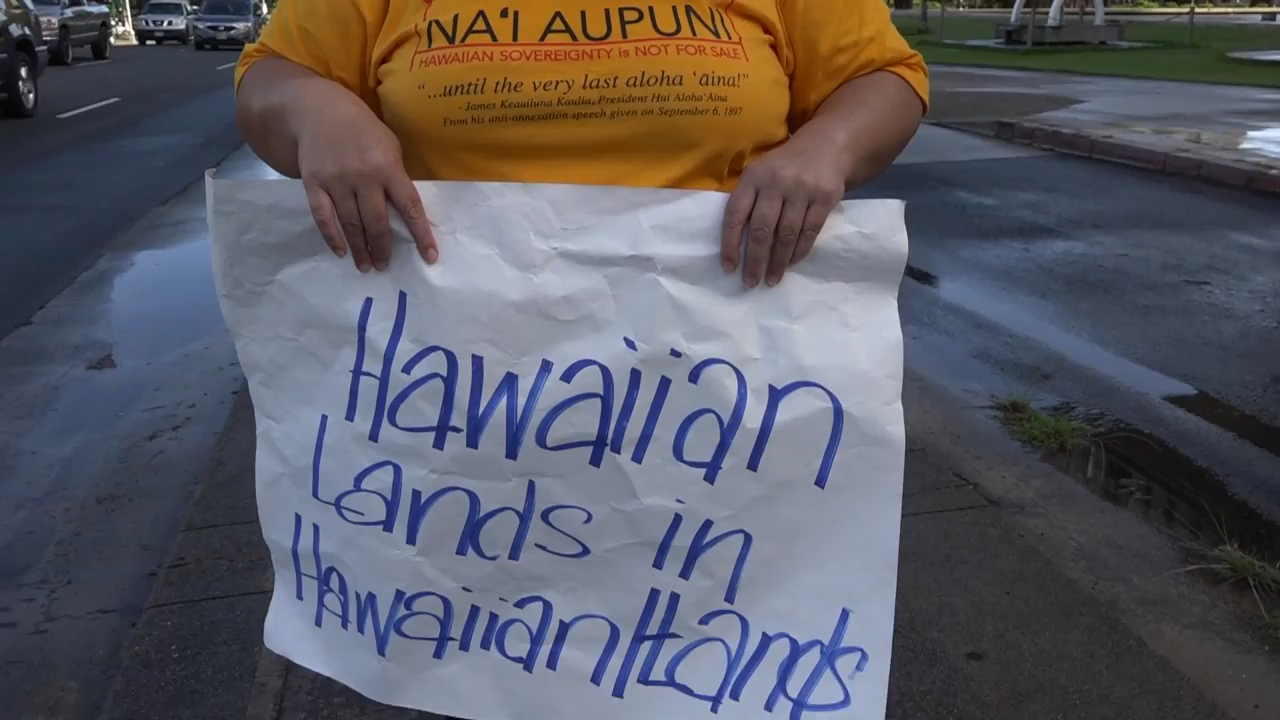 NAʻI AUPUNI
HAWAIIAN SOVEREIGNTY is NOT FOR SALE
“...until the very last aloha ʻāina!”
- James Keauiluna Kaulia, President Hui Aloha ʻĀina
From his anti-annexation speech given on September 6, 1897
Hawaiian
Lands in
Hawaiian Hands